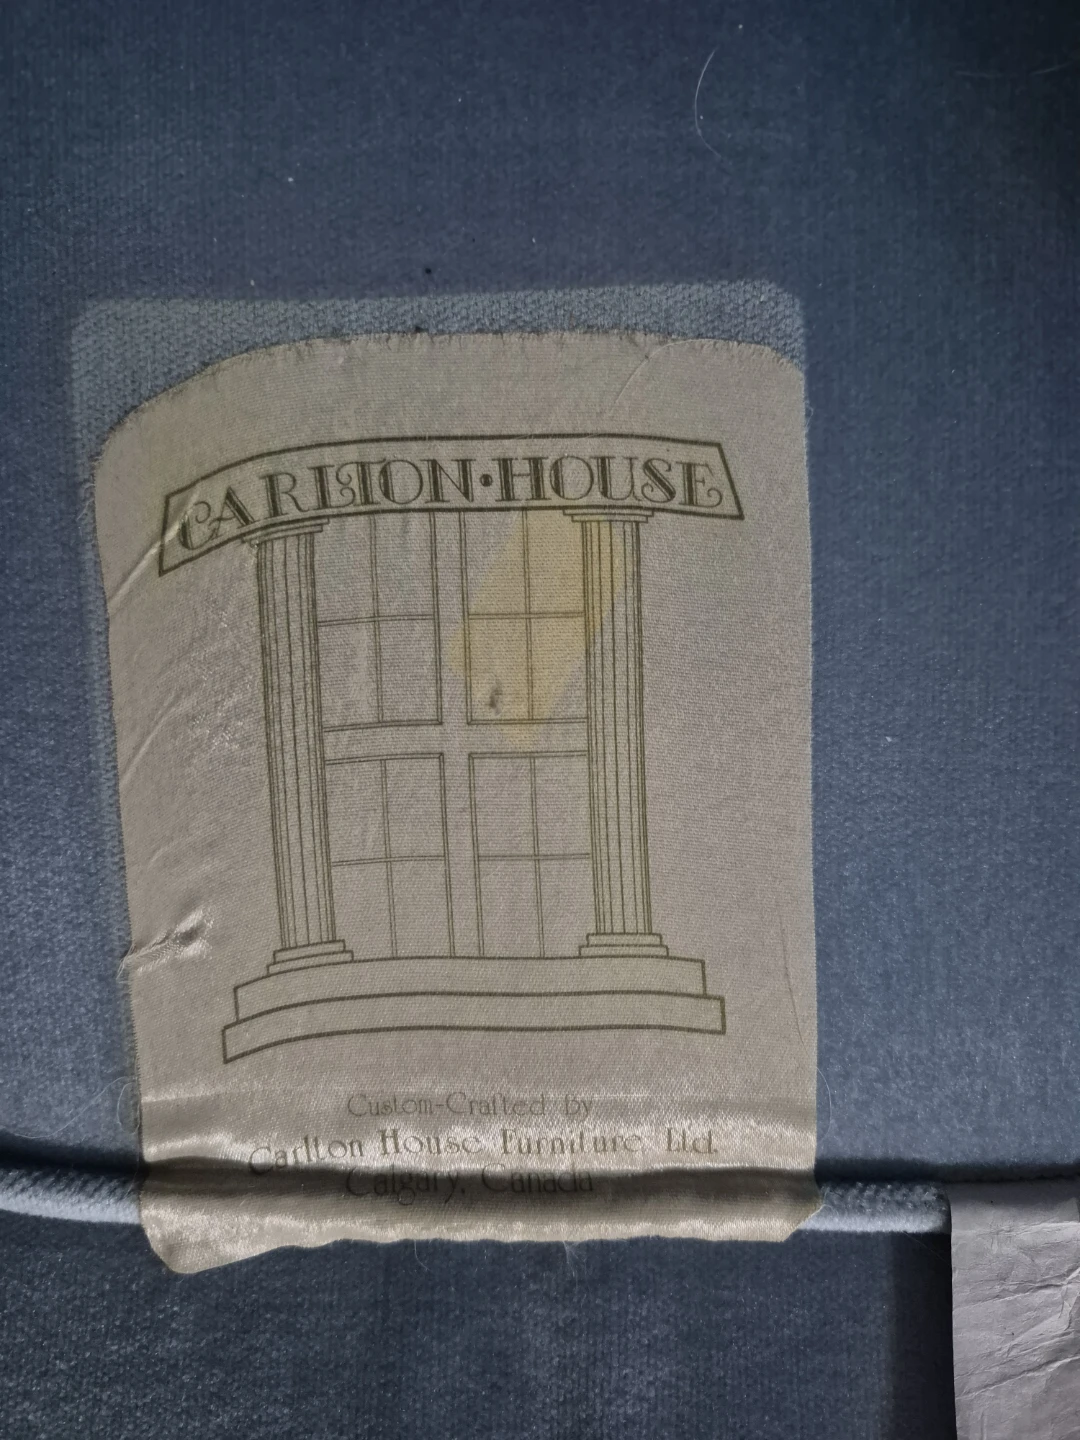 CARLTON·HOUSE
Custom-Crafted By
Carlton House Furniture Ltd.
Calgary, Canada